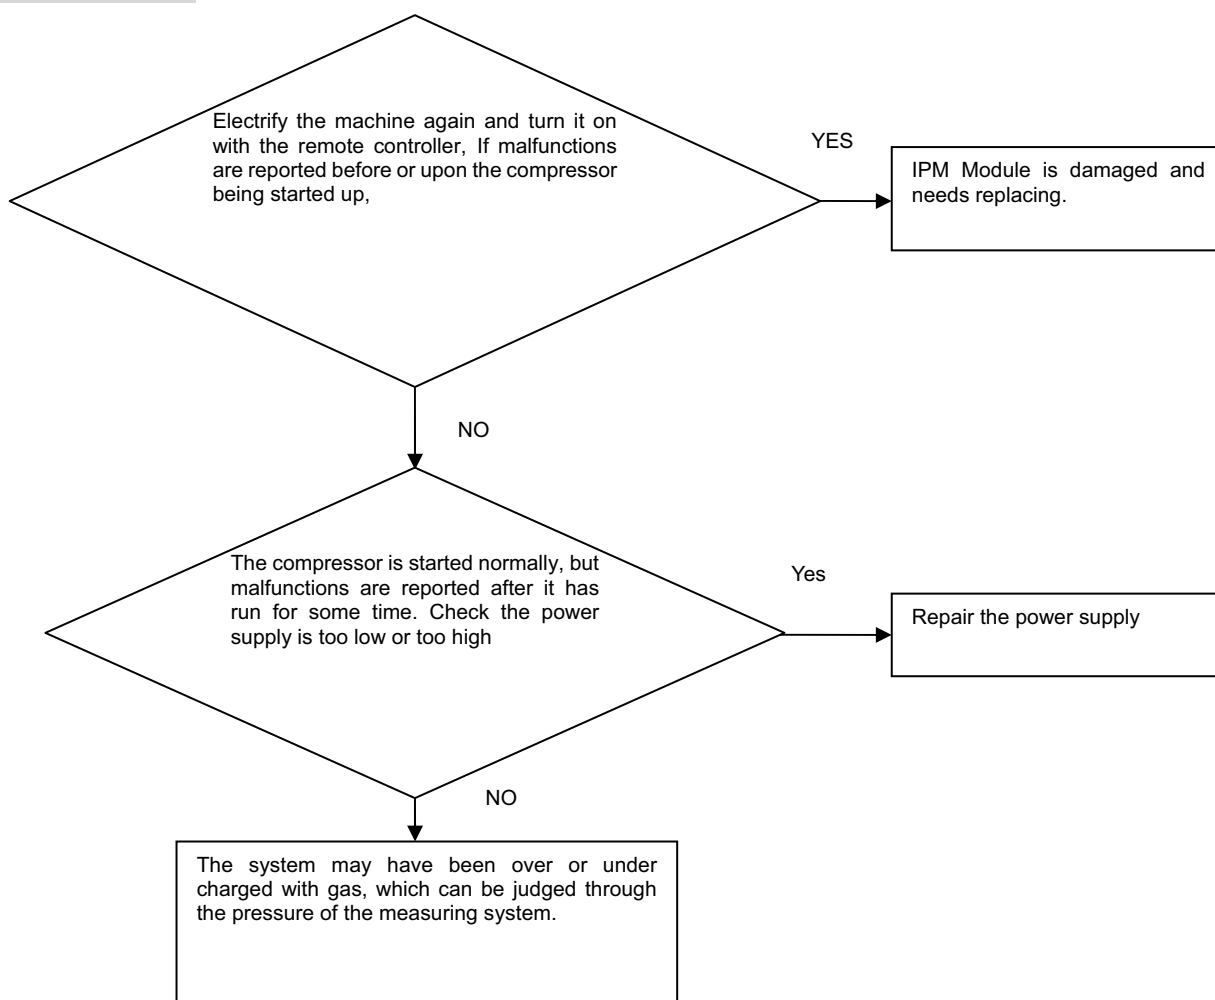 Electrify the machine again and turn it on
with the remote controller, If malfunctions
are reported before or upon the compressor
being started up,
YES
IPM Module is damaged and
needs replacing.
NO
The compressor is started normally, but
malfunctions are reported after it has
run for some time. Check the power
supply is too low or too high
Yes
Repair the power supply
NO
The system may have been over or under
charged with gas, which can be judged through
the pressure of the measuring system.